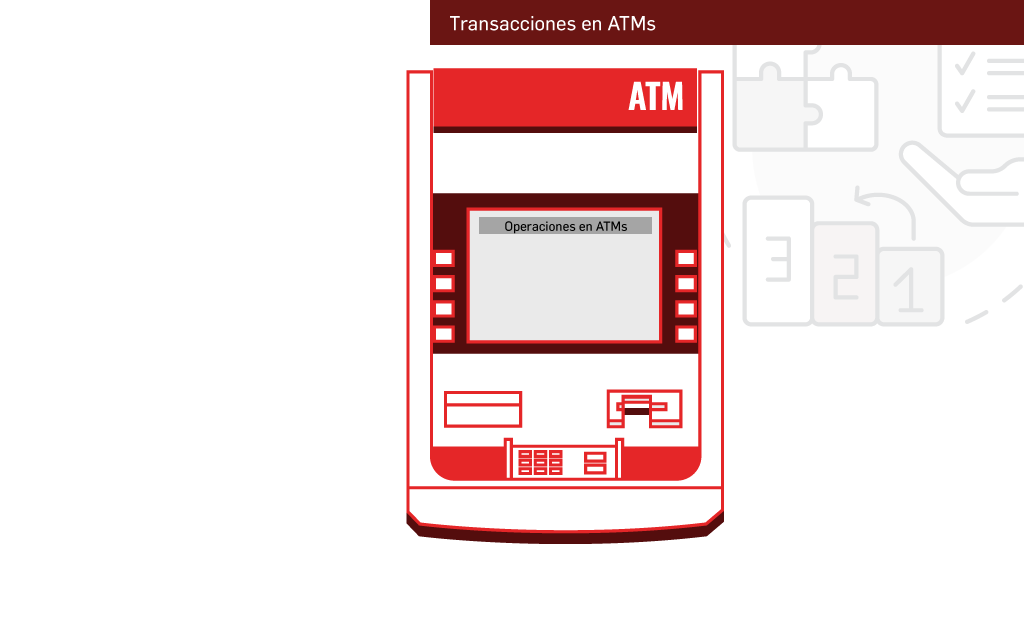 Transacciones en ATMs
ATM
Operaciones en ATMs
3 2 1